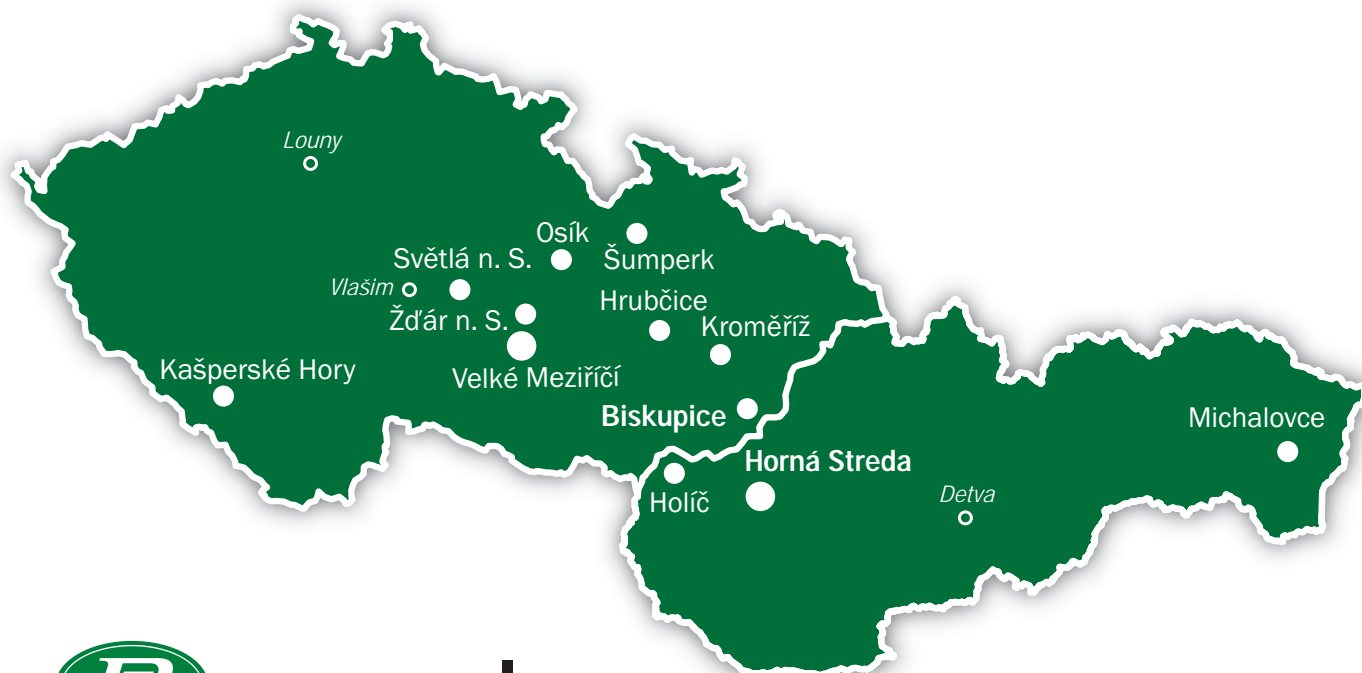 Louny
Osík
Šumperk
Světlá n. S.
Vlašim
Hrubčice
Žďár n. S.
Kroměříž
Kašperské Hory
Velké Meziříčí
Biskupice
Michalovce
Horná Streda
Holíč
Detva